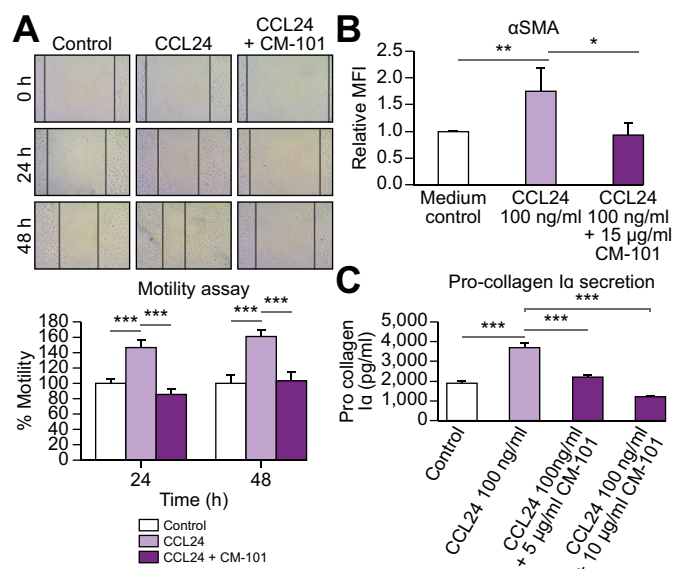 A
Control
CCL24
CCL24
+ CM-101
0 h
24 h
48 h
Motility assay
***
***
***
***
% Motility
180
160
140
120
100
80
60
40
20
0
24
48
Time (h)
Control
CCL24
CCL24 + CM-101
B
αSMA
**
*
Relative MFI
2.5
2.0
1.5
1.0
0.5
0.0
Medium
control
CCL24
100 ng/ml
CCL24
100 ng/ml
+ 15 µg/ml
CM-101
C
Pro-collagen Iα secretion
***
***
***
Pro collagen
Iα (pg/ml)
5,000
4,000
3,000
2,000
1,000
0
Control
CCL24 100 ng/ml
CCL24 100ng/ml
+ 5 µg/ml CM-101
CCL24 100 ng/ml
+ 10 µg/ml CM-101